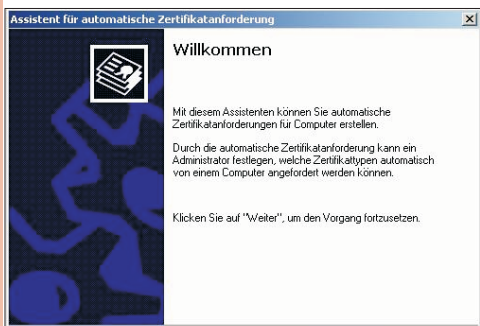 Assistent für automatische Zertifikatanforderung
Willkommen
Mit diesem Assistenten können Sie automatische
Zertifikatanforderungen für Computer erstellen.
Durch die automatische Zertifikatanforderung kann ein
Administrator festlegen, welche Zertifikattypen automatisch
von einem Computer angefordert werden können.
Klicken Sie auf "Weiter", um den Vorgang fortzusetzen.